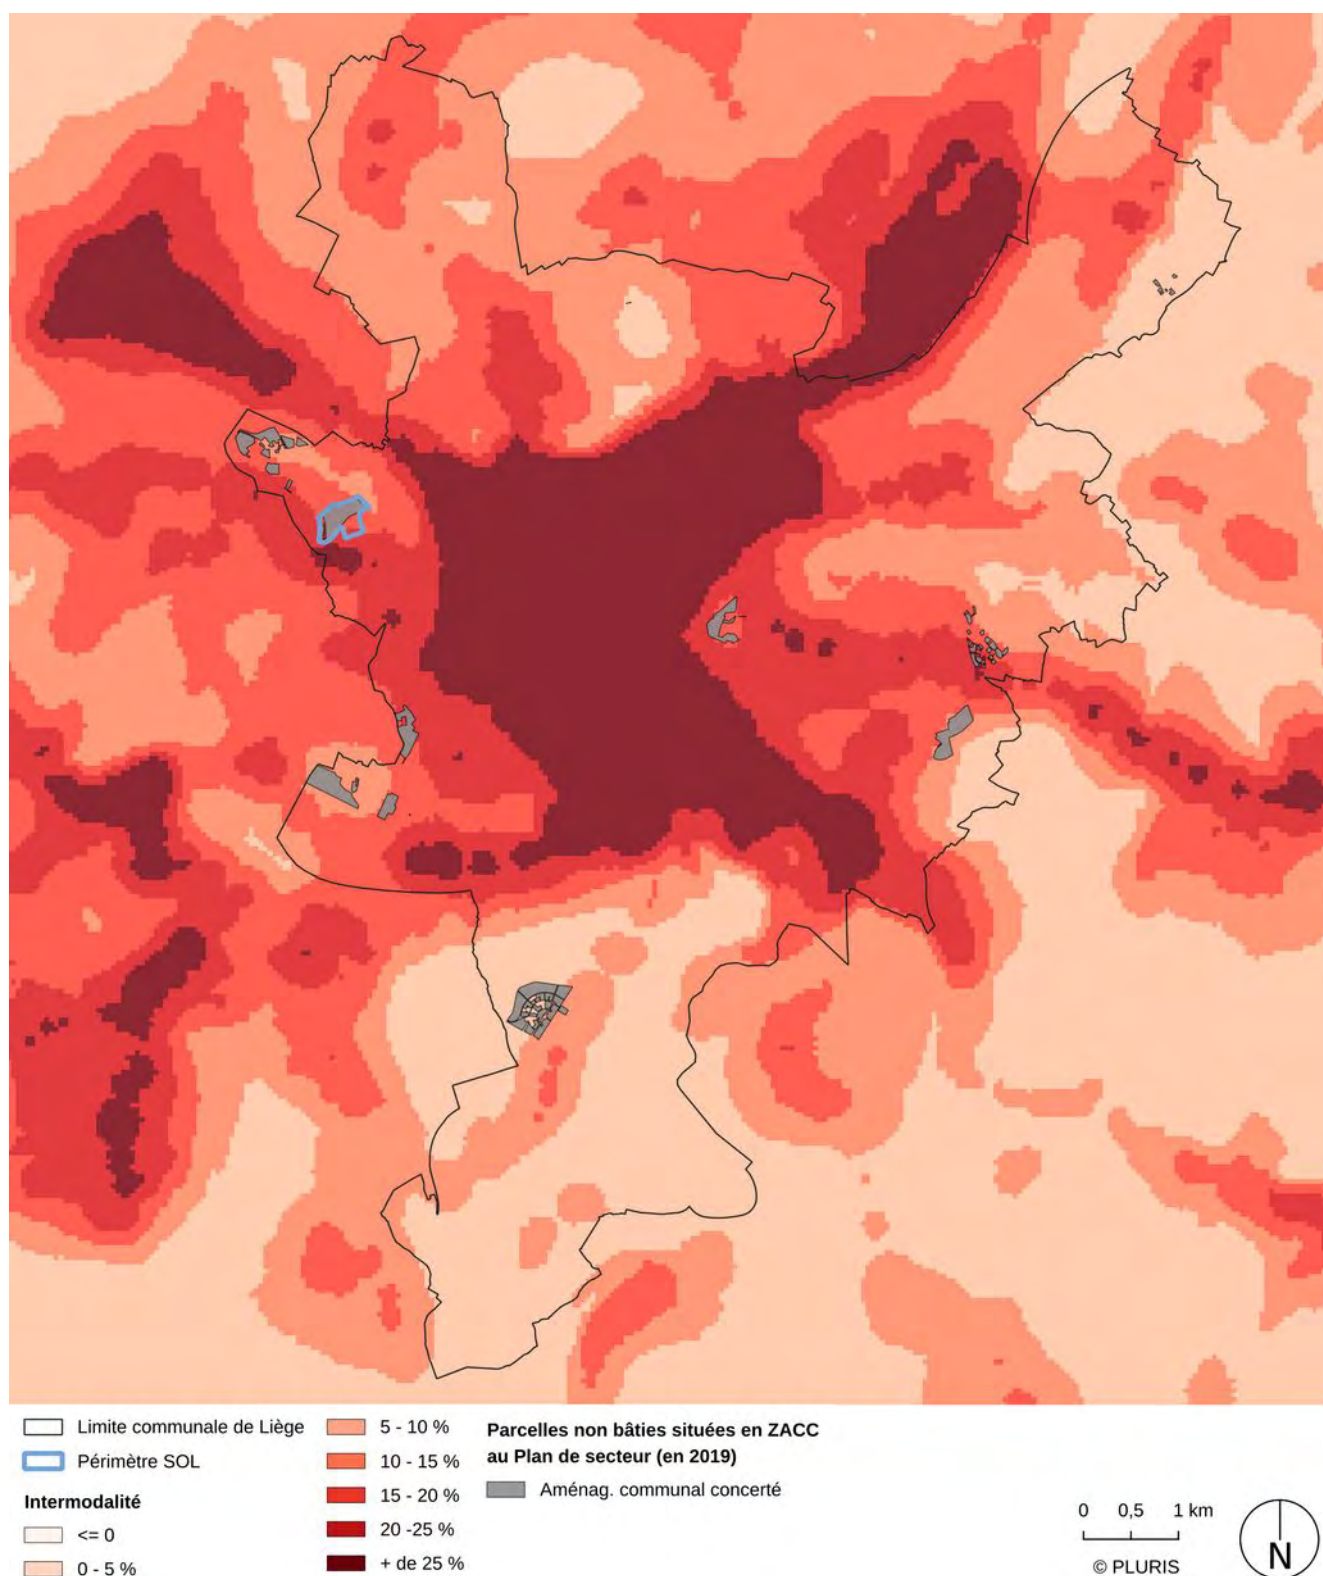 Limite communale de Liège
Périmètre SOL
Intermodalité
<= 0
0 - 5 %
5 - 10 %
10 - 15 %
15 - 20 %
20 -25 %
+ de 25 %
Parcelles non bâties situées en ZACC
au Plan de secteur (en 2019)
Aménag. communal concerté
0 0,5 1 km
© PLURIS
N